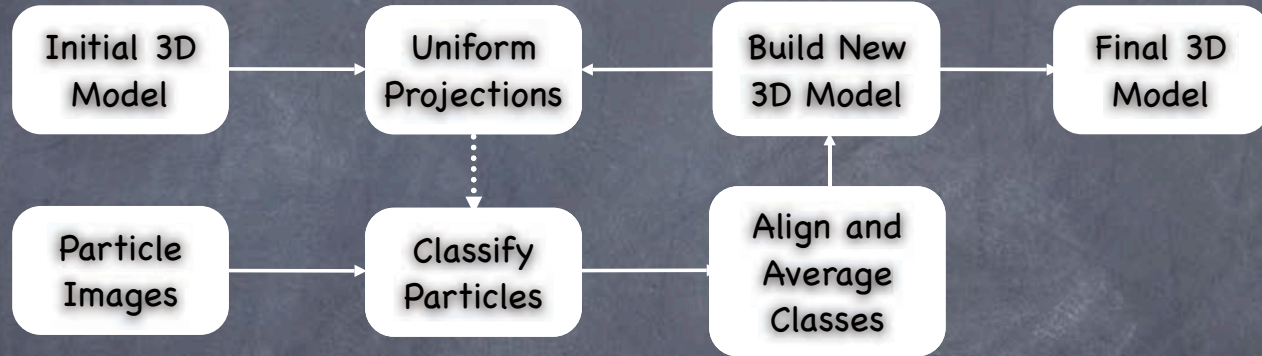 Initial 3D
Model
Uniform
Projections
Build New
3D Model
Final 3D
Model
Particle
Images
Classify
Particles
Align and
Average
Classes